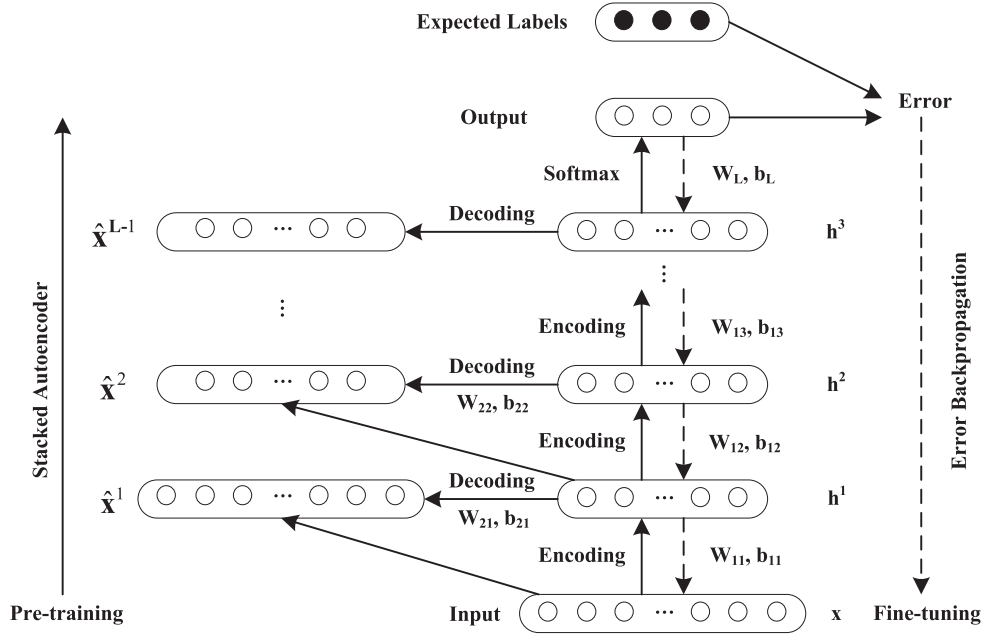 Expected Labels
Error
Output
Softmax
W_L, b_L
Decoding
x̂^{L-1}
...
...
h^3
⋮
⋮
Encoding
W_13, b_13
Decoding
x̂^2
...
...
h^2
W_22, b_22
Encoding
W_12, b_12
Decoding
x̂^1
...
...
h^1
W_21, b_21
Encoding
W_11, b_11
Stacked Autoencoder
Error Backpropagation
Pre-training
Input
...
x
Fine-tuning